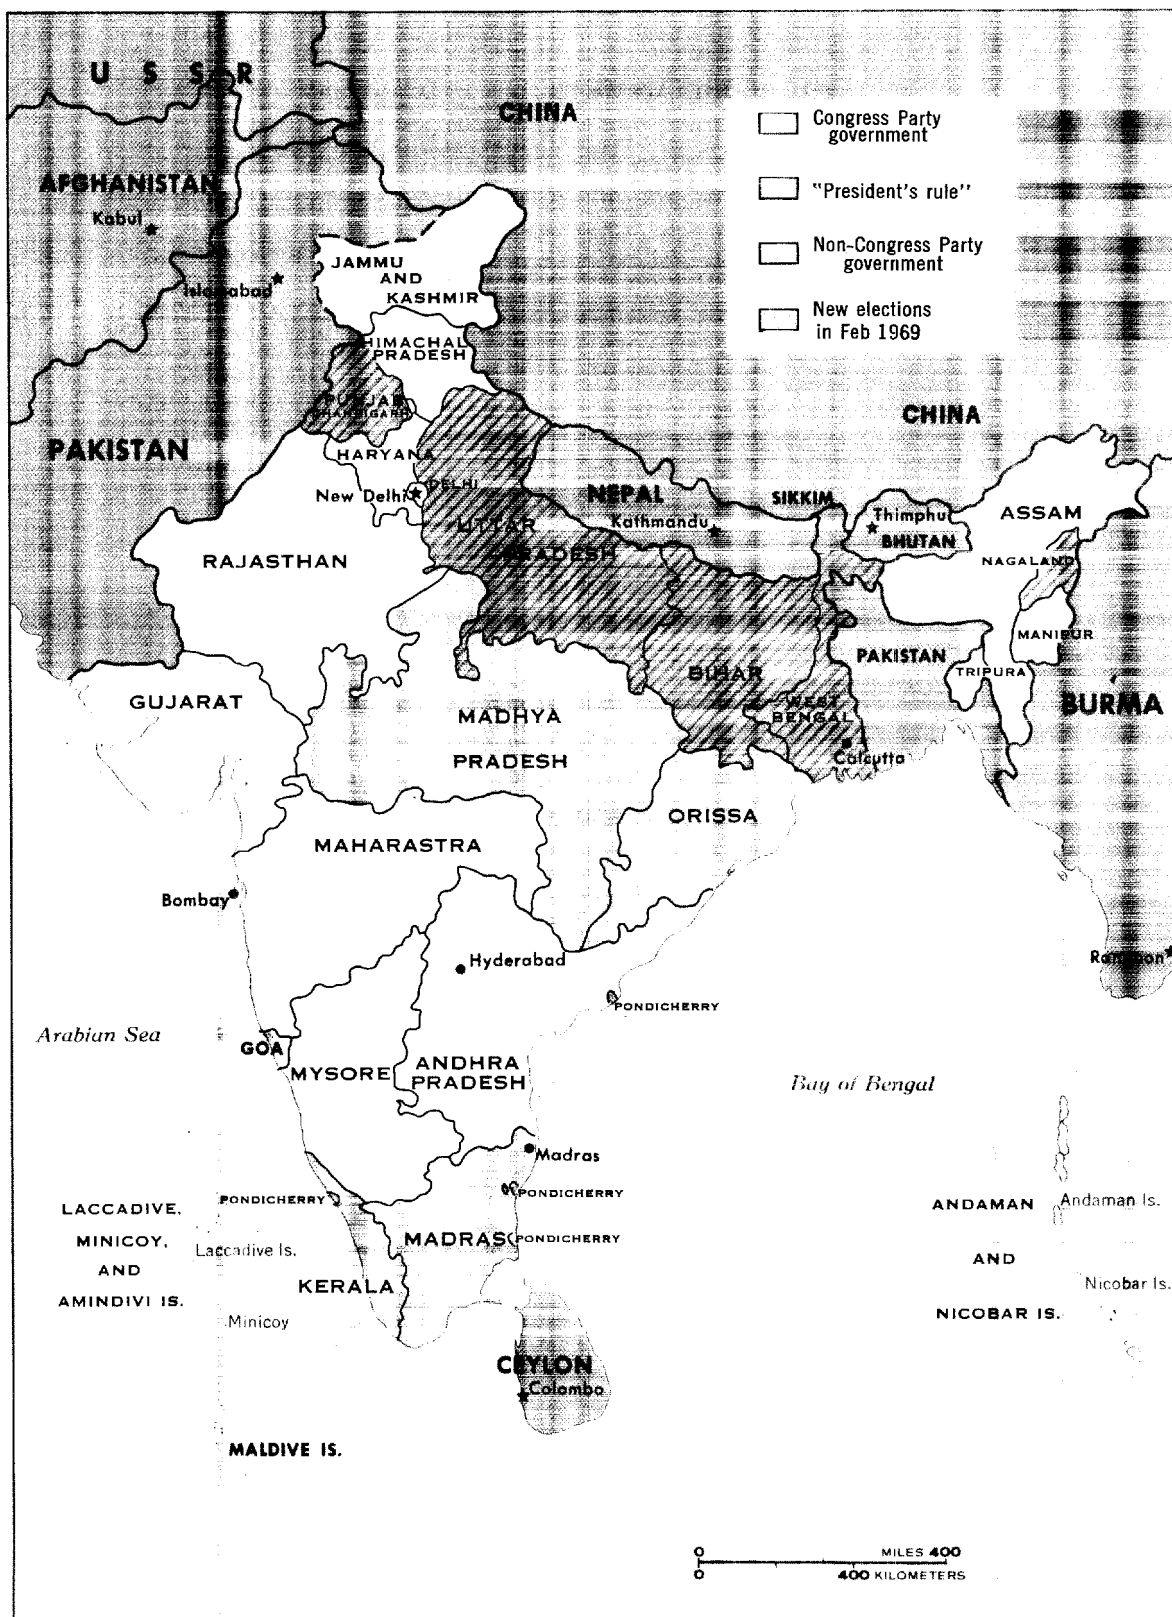 U S S R
CHINA
Congress Party
government
"President's rule"
Non-Congress Party
government
New elections
in Feb 1969
AFGHANISTAN
Kabul
Islamabad
JAMMU
AND
KASHMIR
HIMACHAL
PRADESH
PUNJAB
CHANDIGARH
CHINA
PAKISTAN
HARYANA
DELHI
New Delhi
NEPAL
Kathmandu
SIKKIM
Thimphu
BHUTAN
ASSAM
UTTAR
PRADESH
RAJASTHAN
NAGALAND
MANIPUR
PAKISTAN
TRIPURA
BIHAR
GUJARAT
MADHYA
PRADESH
WEST
BENGAL
Calcutta
BURMA
ORISSA
MAHARASTRA
Bombay
Hyderabad
Rangoon
PONDICHERRY
Arabian Sea
GOA
MYSORE
ANDHRA
PRADESH
Bay of Bengal
Madras
PONDICHERRY
PONDICHERRY
LACCADIVE,
MINICOY,
AND
AMINDIVI IS.
Laccadive Is.
MADRAS
PONDICHERRY
KERALA
Minicoy
ANDAMAN
AND
NICOBAR IS.
Andaman Is.
Nicobar Is.
CEYLON
Colombo
MALDIVE IS.
0 MILES 400
0 400 KILOMETERS